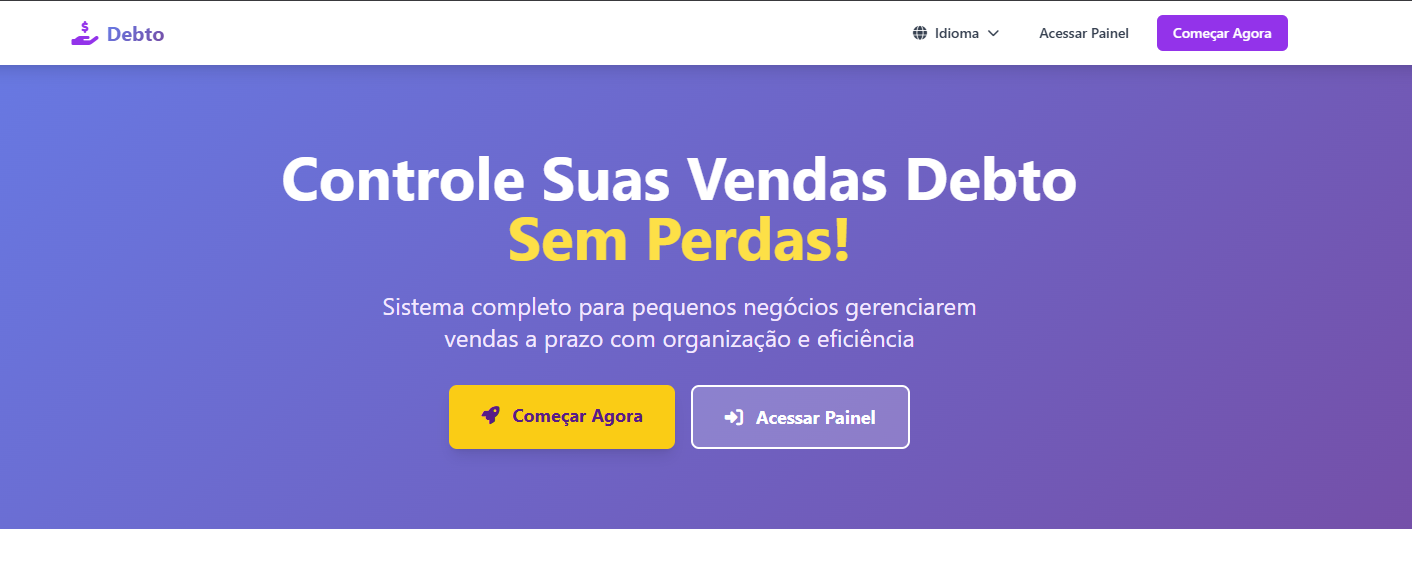 Debto
Idioma
Acessar Painel
Começar Agora
Controle Suas Vendas Debto
Sem Perdas!
Sistema completo para pequenos negócios gerenciarem
vendas a prazo com organização e eficiência
Começar Agora
Acessar Painel